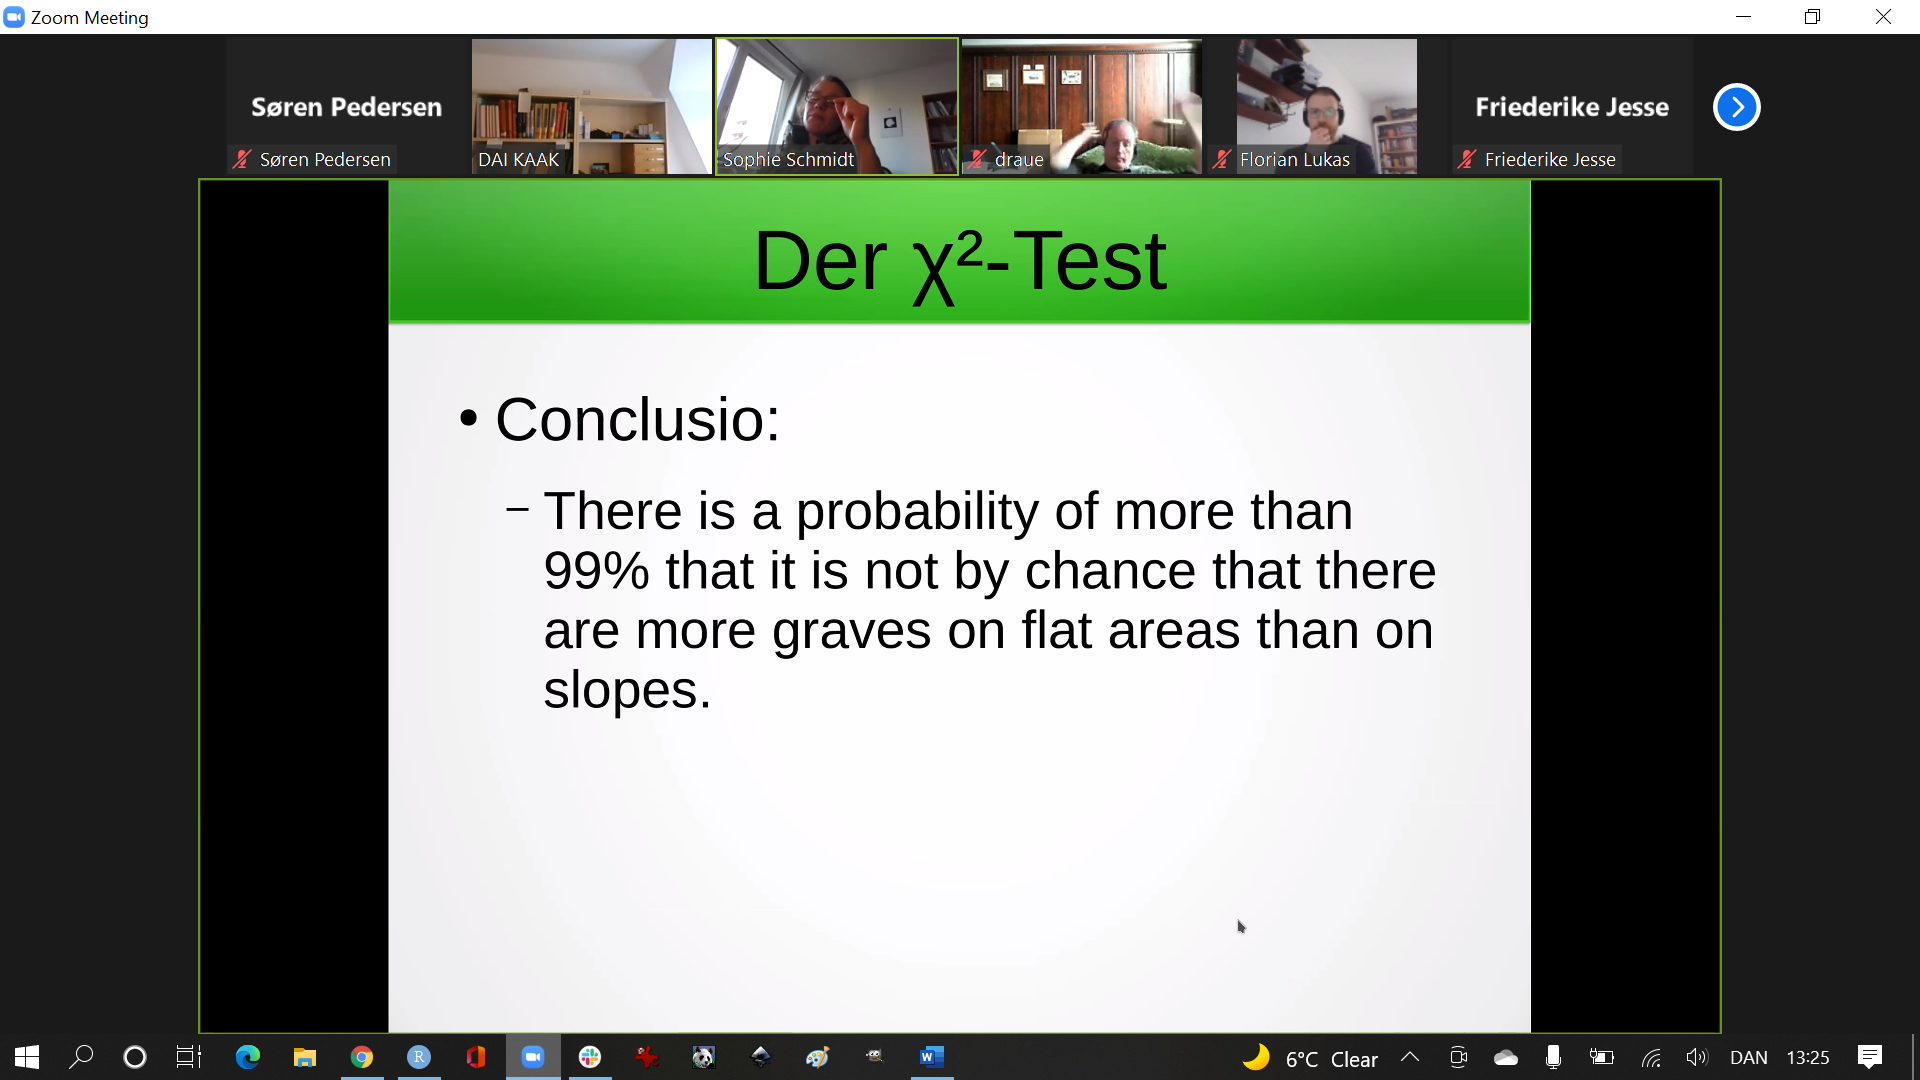 Zoom Meeting
Søren Pedersen
Friederike Jesse
Søren Pedersen
DAI KAAK
Sophie Schmidt
draue
Florian Lukas
Friederike Jesse
Der χ²-Test
• Conclusio:
– There is a probability of more than
99% that it is not by chance that there
are more graves on flat areas than on
slopes.
R
W
6°C Clear
DAN
13:25